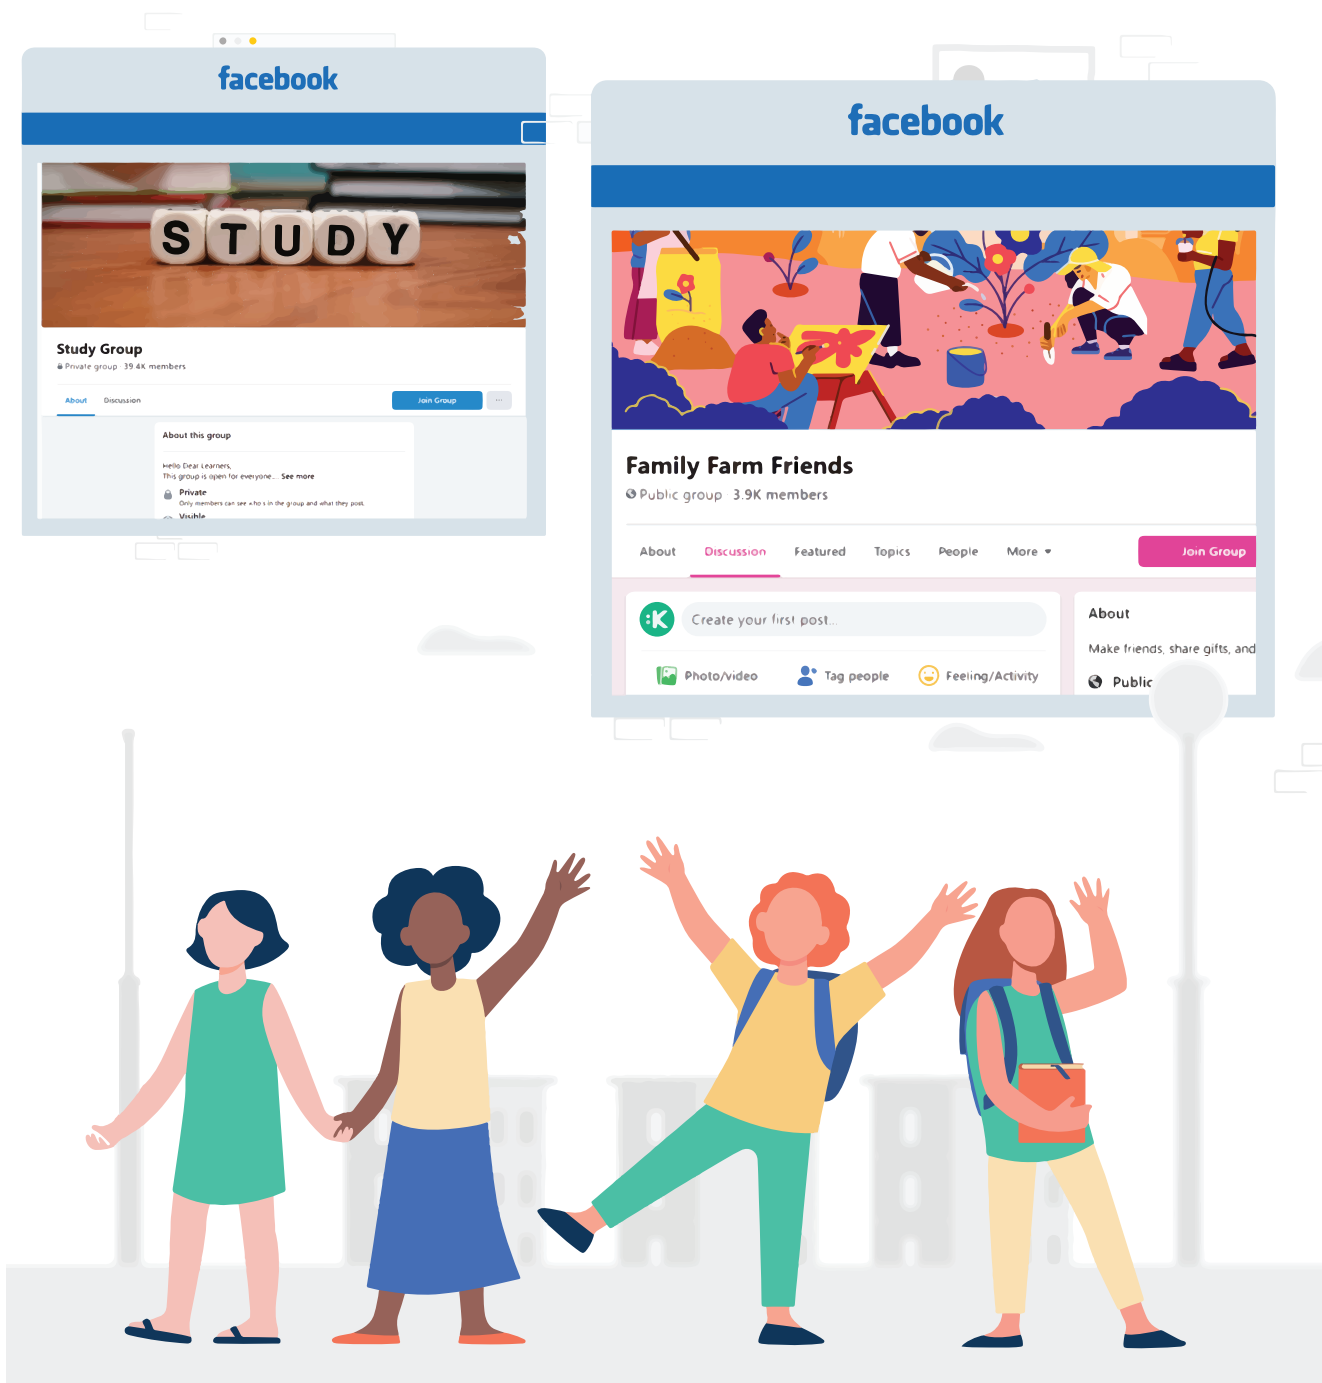 facebook
STUDY
Study Group
Private group · 39.4K members
About Discussion Join Group
About this group
Hello Dear Learners,
This group is open for everyone... See more
Private
Only members can see who's in the group and what they post.
Visible
facebook
Family Farm Friends
Public group · 3.9K members
About Discussion Featured Topics People More Join Group
:K Create your first post...
Photo/video Tag people Feeling/Activity
About
Make friends, share gifts, and
Public